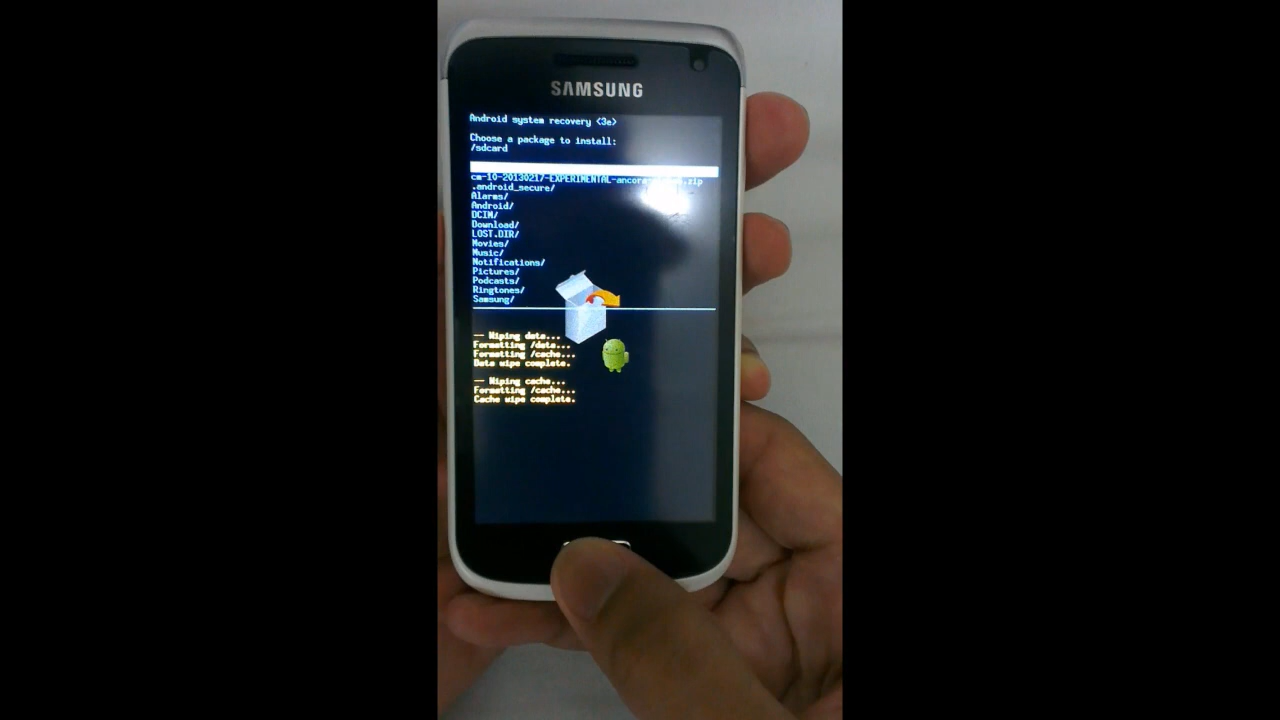 SAMSUNG
Android system recovery <3e>
Choose a package to install:
/sdcard
.android_secure/
Alarms/
Android/
DCIM/
Download/
LOST.DIR/
Movies/
Music/
Notifications/
Pictures/
Podcasts/
Ringtones/
Samsung/
-- Wiping data...
Formatting /data...
Formatting /cache...
Data wipe complete.
-- Wiping cache...
Formatting /cache...
Cache wipe complete.